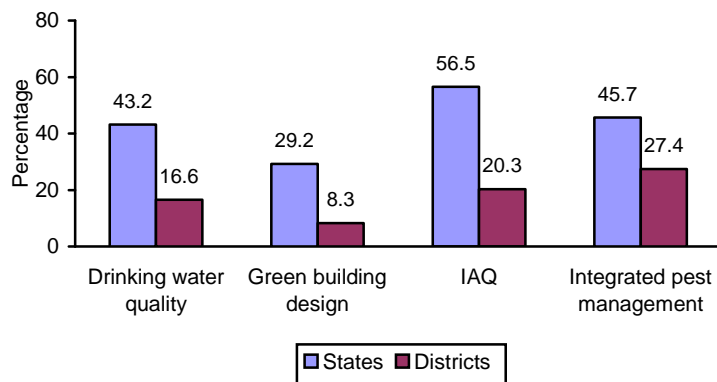 80
60
40
20
0
Percentage
43.2
16.6
29.2
8.3
56.5
20.3
45.7
27.4
Drinking water
quality
Green building
design
IAQ
Integrated pest
management
States
Districts